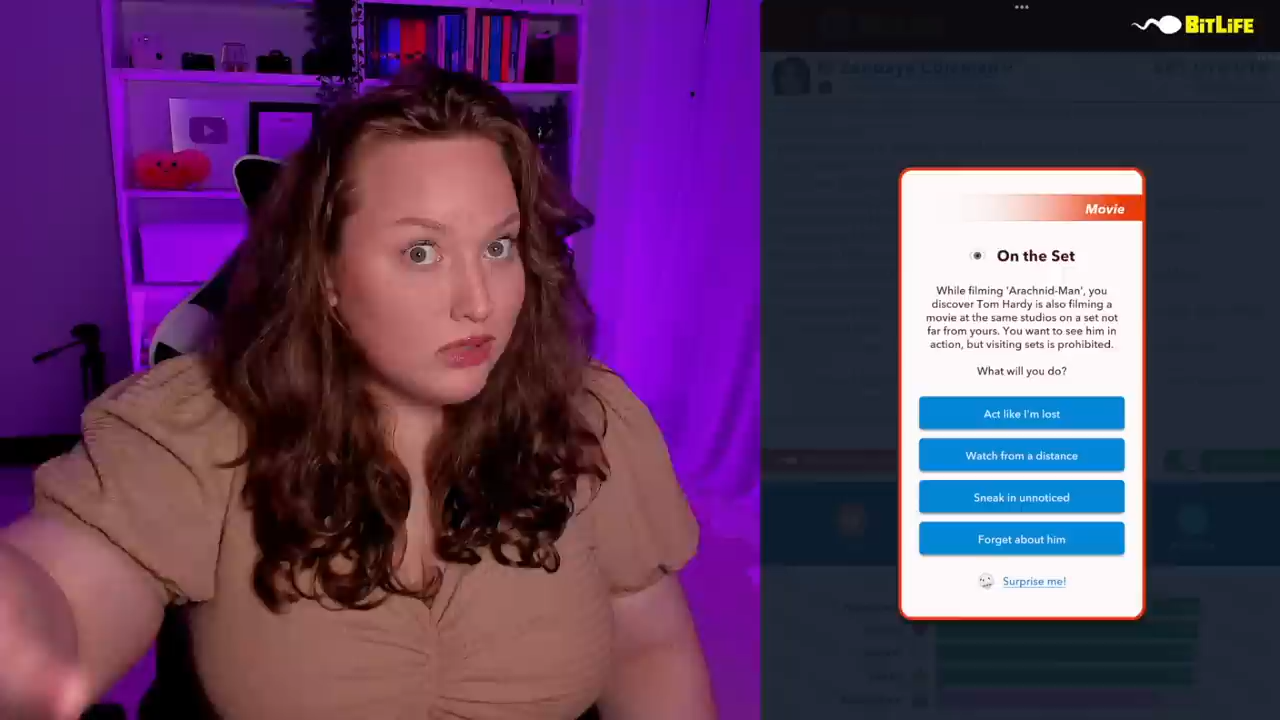 BITLIFE
Movie
On the Set
While filming 'Arachnid-Man', you
discover Tom Hardy is also filming a
movie at the same studios on a set not
far from yours. You want to see him in
action, but visiting sets is prohibited.
What will you do?
Act like I'm lost
Watch from a distance
Sneak in unnoticed
Forget about him
Surprise me!